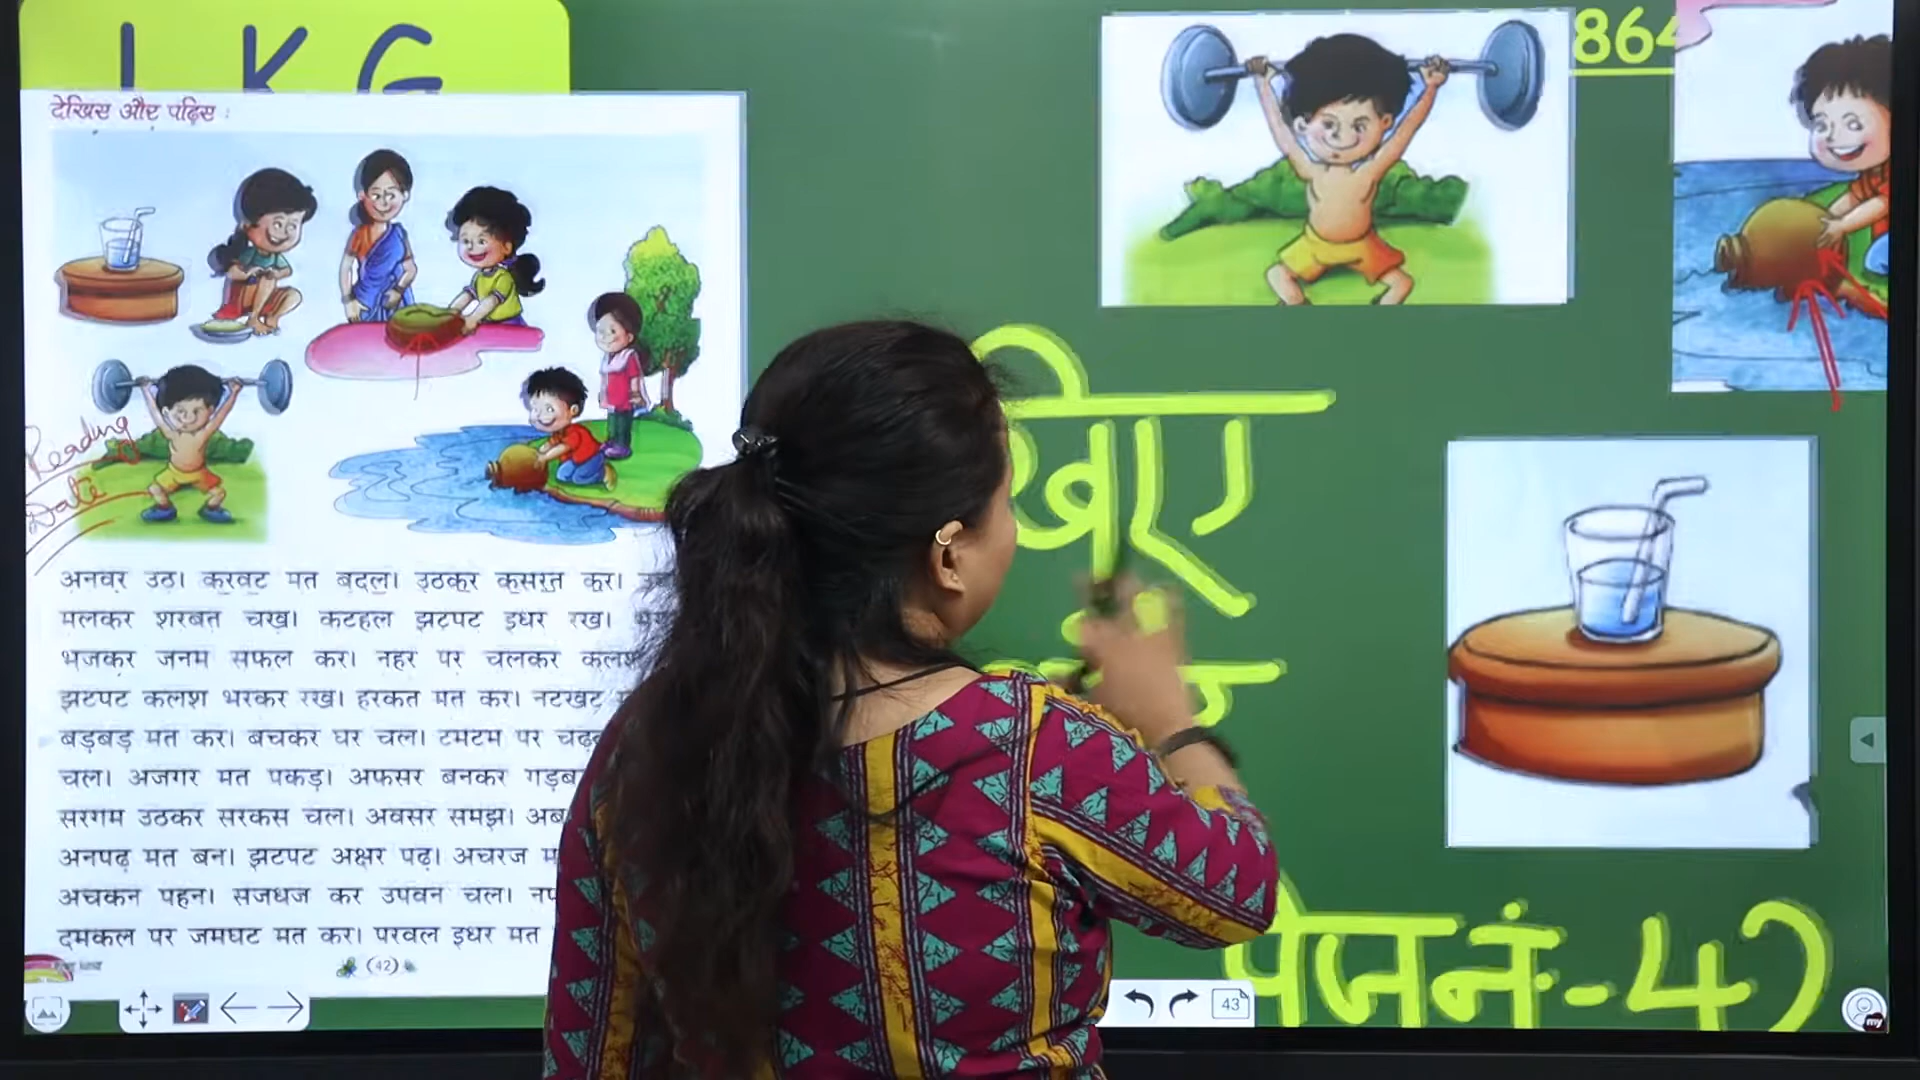 LKG
864
देखिए और पढ़िए :
Reading
Date
अनवर उठ। करवट मत बदल। उठकर कसरत कर।
मलकर शरबत चख। कटहल झटपट इधर रख।
भजकर जनम सफल कर। नहर पर चलकर कलश
झटपट कलश भरकर रख। हरकत मत कर। नटखट
बड़बड़ मत कर। बचकर घर चल। टमटम पर
चल। अजगर मत पकड़। अफसर बनकर
सरगम उठकर सरकस चल। अवसर समझ।
अनपढ़ मत बन। झटपट अक्षर पढ़। अचरज
अचकन पहन। सजधज कर उपवन चल।
दमकल पर जमघट मत कर। परवल इधर मत
(42)
खिए
पेज नं - 42
43
my